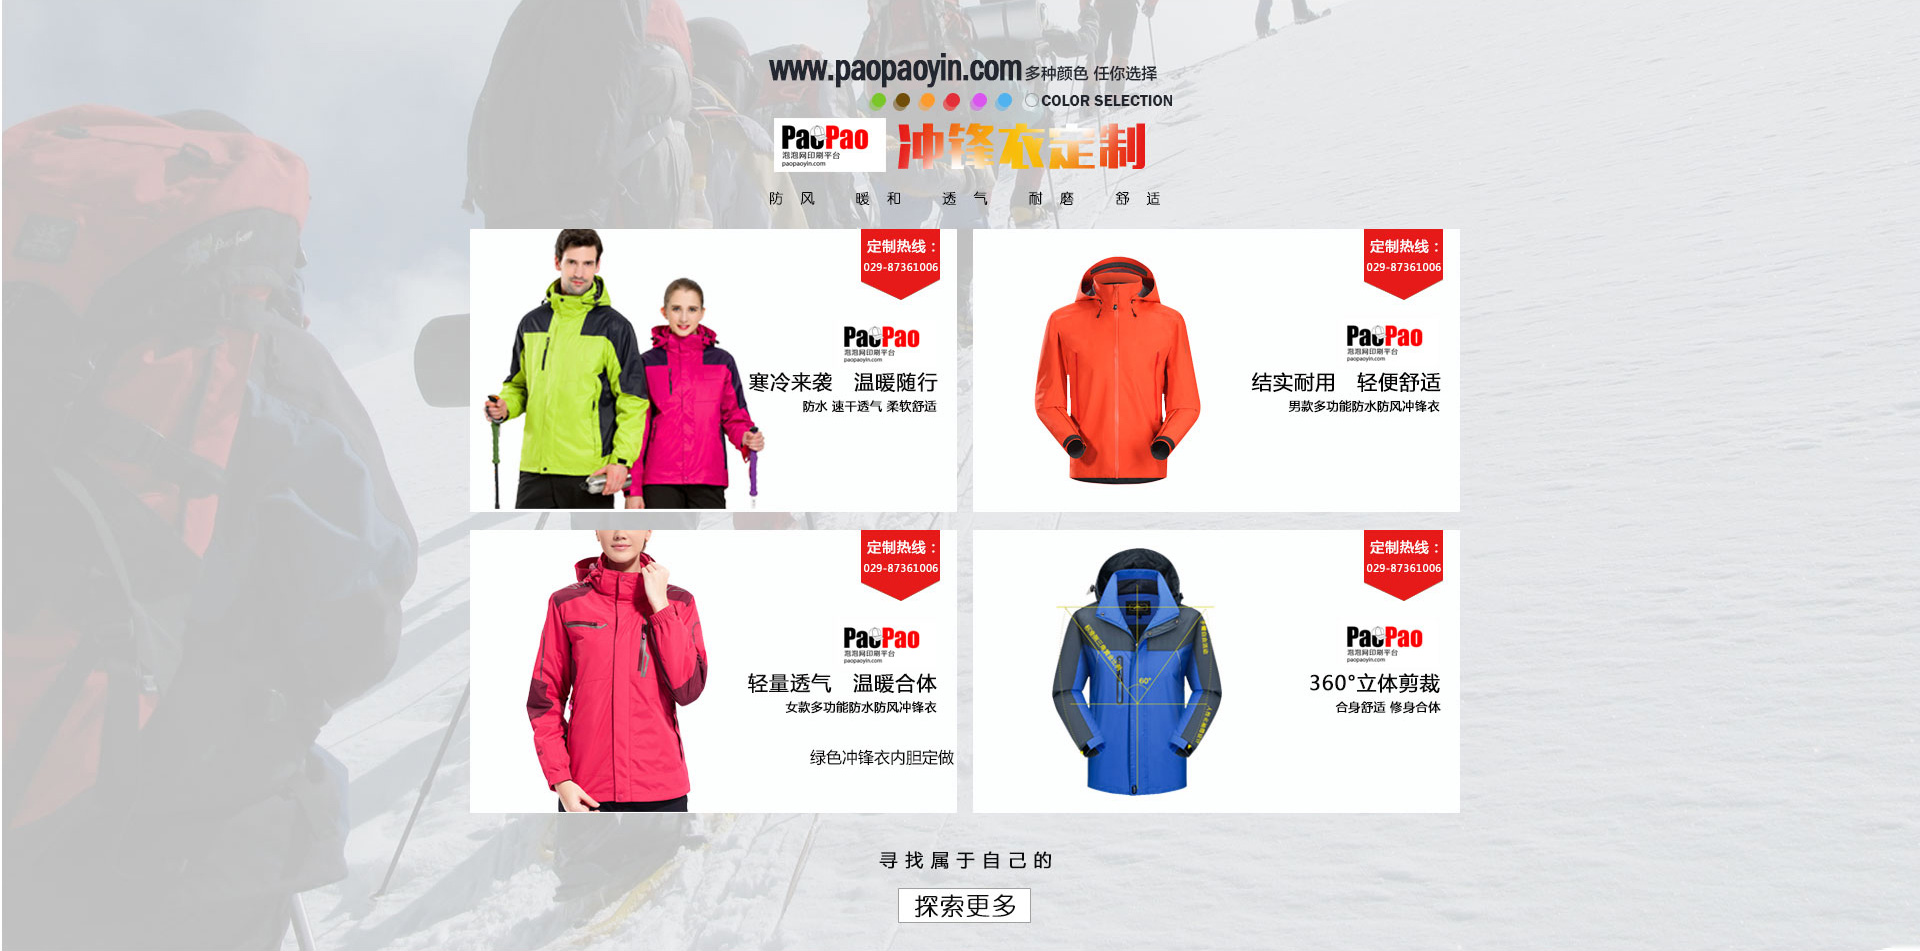 www.paopaoyin.com 多种颜色 任你选择
COLOR SELECTION
PaoPao
泡泡网印刷平台
paopaoyin.com
冲锋衣定制
防风 暖和 透气 耐磨 舒适
定制热线：
029-87361006
PaoPao
泡泡网印刷平台
paopaoyin.com
寒冷来袭 温暖随行
防水 速干透气 柔软舒适
定制热线：
029-87361006
PaoPao
泡泡网印刷平台
paopaoyin.com
结实耐用 轻便舒适
男款多功能防水防风冲锋衣
定制热线：
029-87361006
PaoPao
泡泡网印刷平台
paopaoyin.com
轻量透气 温暖合体
女款多功能防水防风冲锋衣
绿色冲锋衣内胆定做
60°
定制热线：
029-87361006
PaoPao
泡泡网印刷平台
paopaoyin.com
360°立体剪裁
合身舒适 修身合体
寻找属于自己的
探索更多